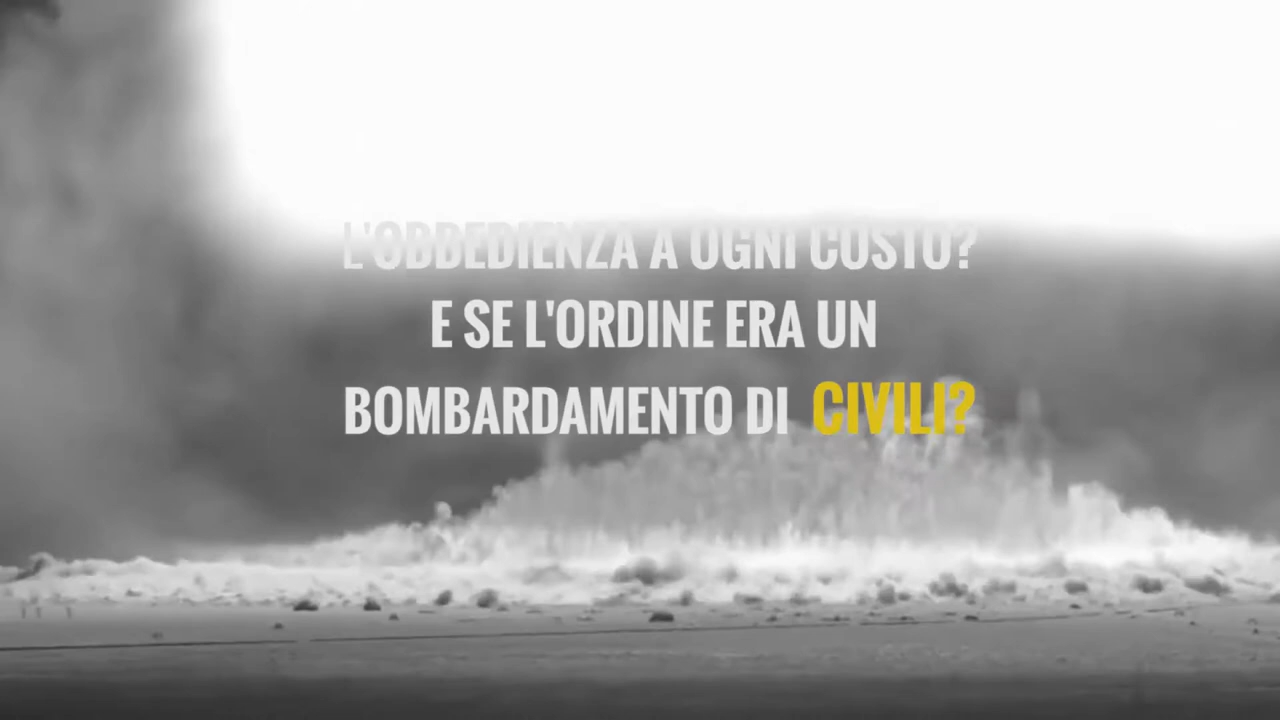 L'OBBEDIENZA A OGNI COSTO?
E SE L'ORDINE ERA UN
BOMBARDAMENTO DI CIVILI?